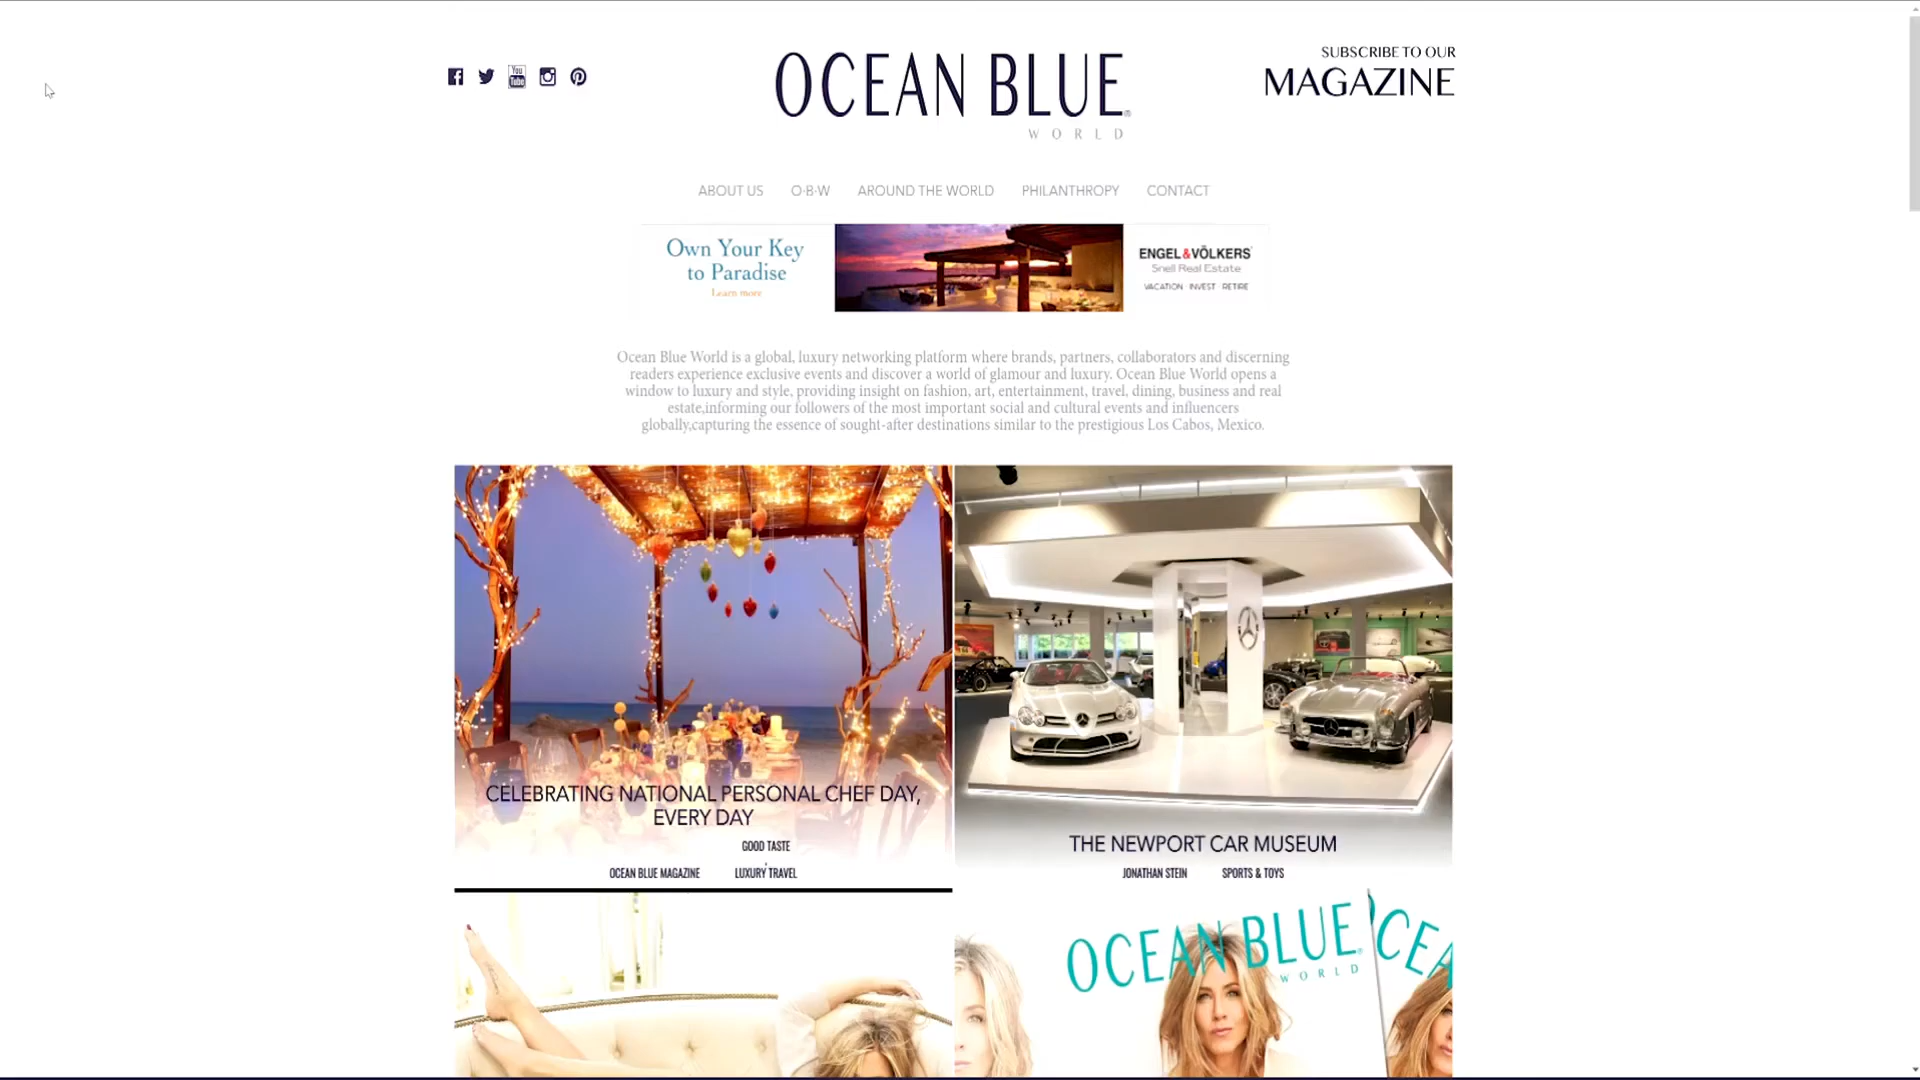 You
Tube
OCEAN BLUE
WORLD
SUBSCRIBE TO OUR
MAGAZINE
ABOUT US O·B·W AROUND THE WORLD PHILANTHROPY CONTACT
Own Your Key
to Paradise
Learn more
ENGEL&VÖLKERS
Snell Real Estate
VACATION · INVEST · RETIRE
Ocean Blue World is a global, luxury networking platform where brands, partners, collaborators and discerning
readers experience exclusive events and discover a world of glamour and luxury. Ocean Blue World opens a
window to luxury and style, providing insight on fashion, art, entertainment, travel, dining, business and real
estate,informing our followers of the most important social and cultural events and influencers
globally,capturing the essence of sought-after destinations similar to the prestigious Los Cabos, Mexico.
CELEBRATING NATIONAL PERSONAL CHEF DAY,
EVERY DAY
GOOD TASTE
OCEAN BLUE MAGAZINE LUXURY TRAVEL
THE NEWPORT CAR MUSEUM
JONATHAN STEIN SPORTS & TOYS
OCEAN BLUE
WORLD
OCEA